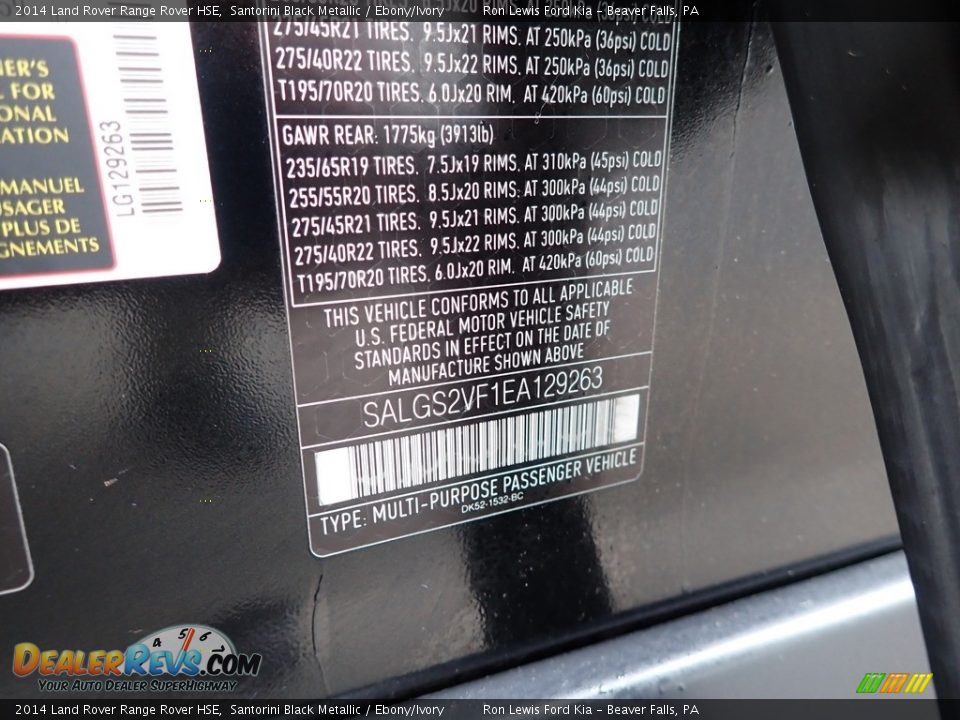 2014 Land Rover Range Rover HSE,  Santorini Black Metallic / Ebony/Ivory    Ron Lewis Ford Kia - Beaver Falls, PA
275/45R21 TIRES. 9.5Jx21 RIMS. AT 250kPa (36psi) COLD
275/40R22 TIRES. 9.5Jx22 RIMS. AT 250kPa (36psi) COLD
T195/70R20 TIRES. 6.0Jx20 RIM. AT 420kPa (60psi) COLD
GAWR REAR: 1775kg (3913lb)
235/65R19 TIRES. 7.5Jx19 RIMS. AT 310kPa (45psi) COLD
255/55R20 TIRES. 8.5Jx20 RIMS. AT 300kPa (44psi) COLD
275/45R21 TIRES. 9.5Jx21 RIMS. AT 300kPa (44psi) COLD
275/40R22 TIRES. 9.5Jx22 RIMS. AT 300kPa (44psi) COLD
T195/70R20 TIRES. 6.0Jx20 RIM. AT 420kPa (60psi) COLD
THIS VEHICLE CONFORMS TO ALL APPLICABLE
U.S. FEDERAL MOTOR VEHICLE SAFETY
STANDARDS IN EFFECT ON THE DATE OF
MANUFACTURE SHOWN ABOVE
SALGS2VF1EA129263
TYPE: MULTI-PURPOSE PASSENGER VEHICLE
DK52-1532-BC
NER'S
L FOR
ONAL
ATION
MANUEL
USAGER
PLUS DE
GNEMENTS
LG129263
4 5 6
DealerRevs.com
Your Auto Dealer SuperHighway
2014 Land Rover Range Rover HSE,  Santorini Black Metallic / Ebony/Ivory    Ron Lewis Ford Kia - Beaver Falls, PA